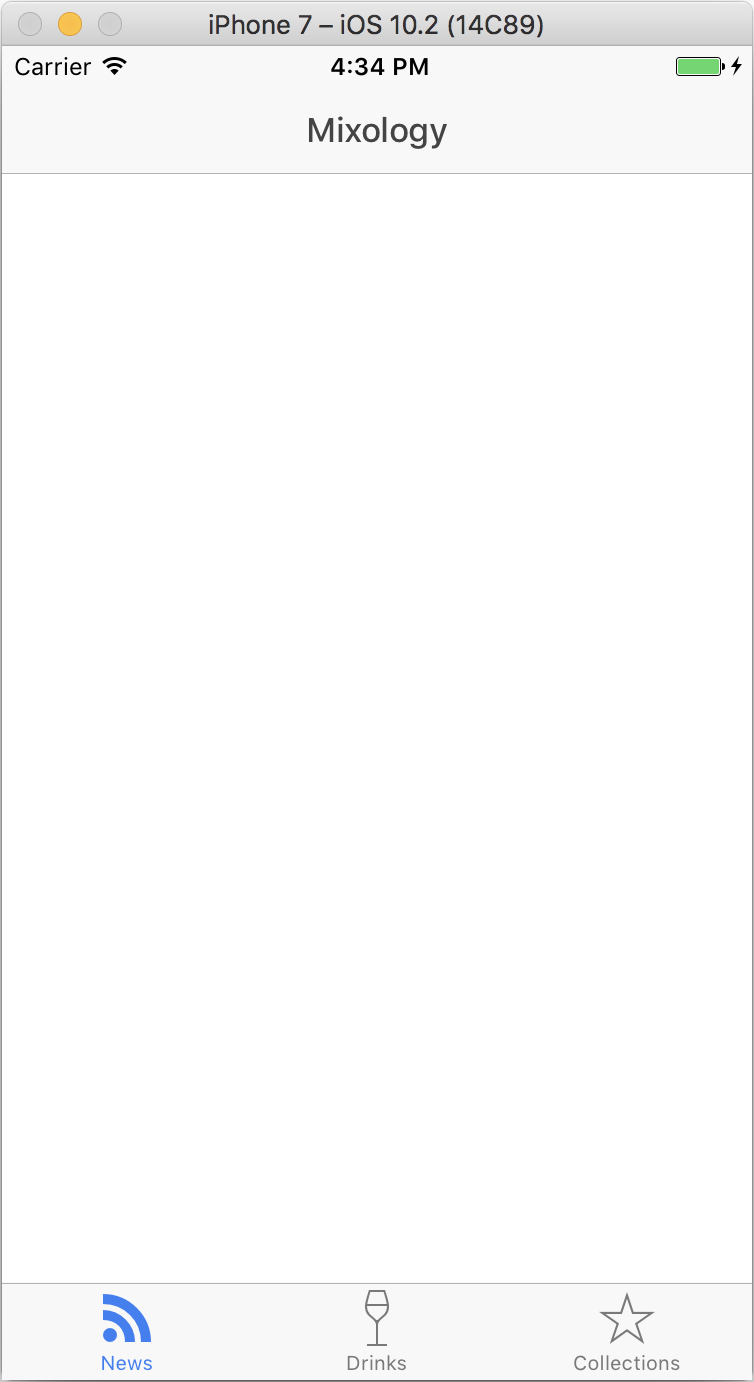 iPhone 7 – iOS 10.2 (14C89)
Carrier 4:34 PM
Mixology
News Drinks Collections